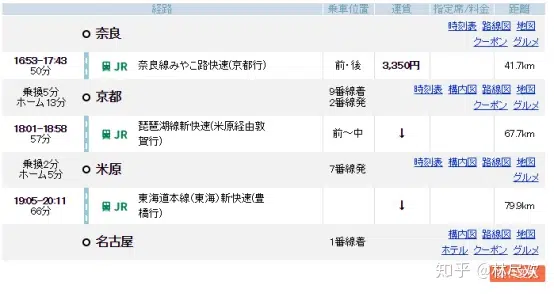 経路 乗車位置 運賃 指定席/料金 距離
奈良 時刻表 路線図 地図
クーポン グルメ
16:53-17:43
50分 JR 奈良線みやこ路快速(京都行) 前・後 3,350円 41.7km
乗換5分
ホーム13分 京都 9番線着
2番線発 時刻表 構内図 路線図 地図
クーポン グルメ
18:01-18:58
57分 JR 琵琶湖線新快速(米原経由敦
賀行) 前〜中 ↓ 67.7km
乗換2分
ホーム5分 米原 7番線発 時刻表 構内図 路線図 地図
グルメ
19:05-20:11
66分 JR 東海道本線(東海)新快速(豊
橋行) ↓ 79.9km
名古屋 1番線着 構内図 路線図 地図
ホテル クーポン グルメ